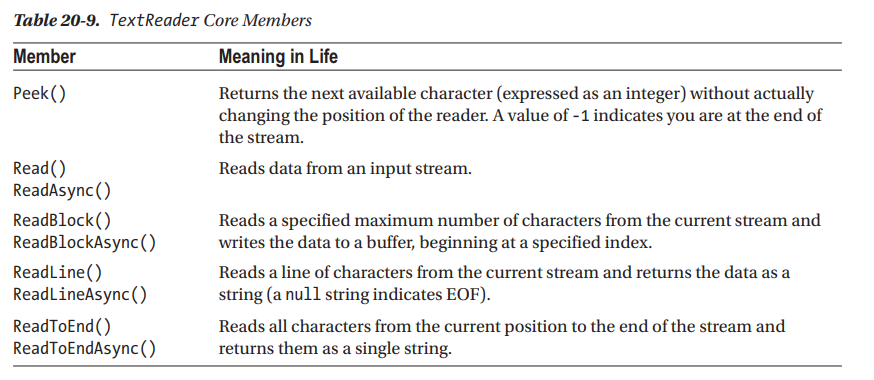 Table 20-9. TextReader Core Members
Member Meaning in Life
Peek() Returns the next available character (expressed as an integer) without actually
changing the position of the reader. A value of -1 indicates you are at the end of
the stream.
Read() Reads data from an input stream.
ReadAsync()
ReadBlock() Reads a specified maximum number of characters from the current stream and
ReadBlockAsync() writes the data to a buffer, beginning at a specified index.
ReadLine() Reads a line of characters from the current stream and returns the data as a
ReadLineAsync() string (a null string indicates EOF).
ReadToEnd() Reads all characters from the current position to the end of the stream and
ReadToEndAsync() returns them as a single string.